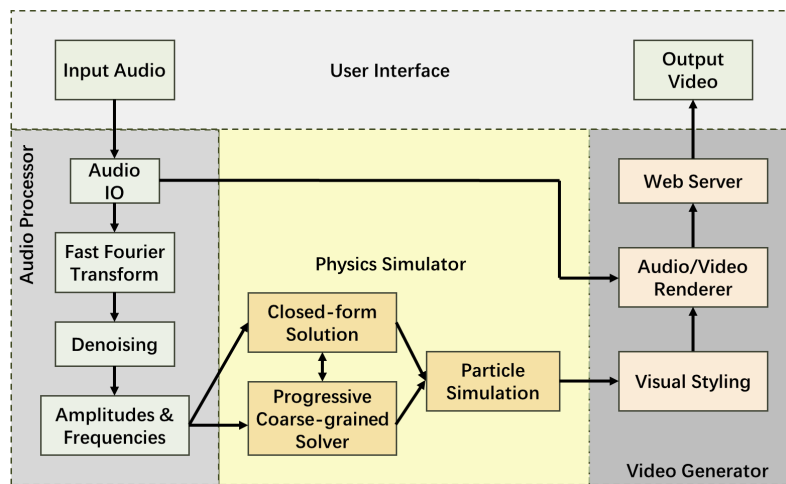 Input Audio
User Interface
Output
Video
Audio Processor
Audio
IO
Fast Fourier
Transform
Denoising
Amplitudes &
Frequencies
Physics Simulator
Closed-form
Solution
Progressive
Coarse-grained
Solver
Particle
Simulation
Web Server
Audio/Video
Renderer
Visual Styling
Video Generator